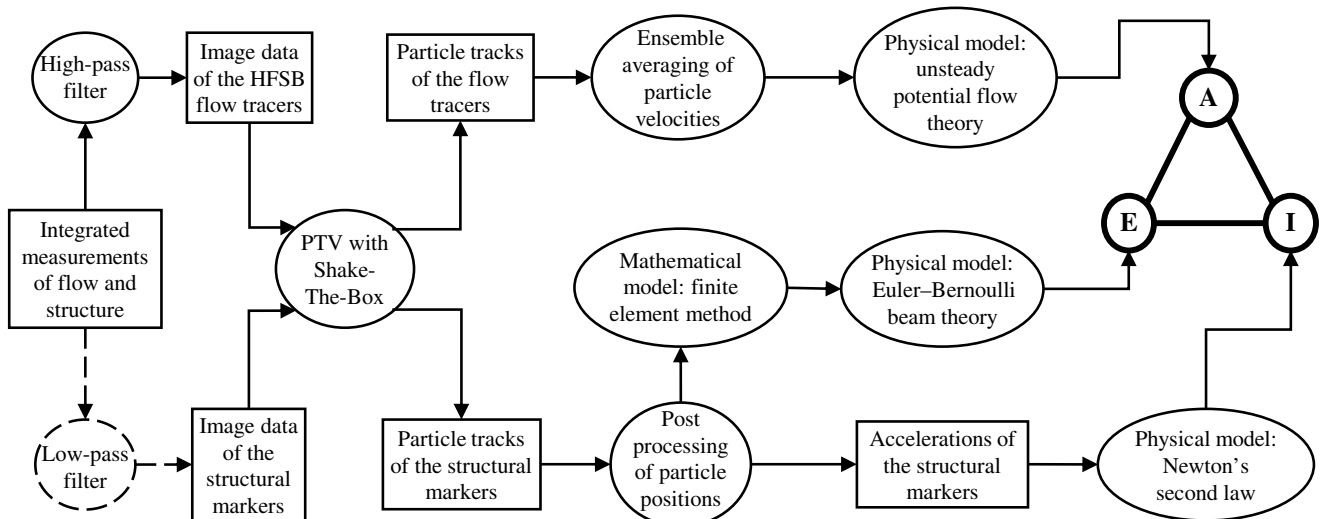 High-pass
filter
Image data
of the HFSB
flow tracers
Particle tracks
of the flow
tracers
Ensemble
averaging of
particle
velocities
Physical model:
unsteady
potential flow
theory
A
E
I
Integrated
measurements
of flow and
structure
PTV with
Shake-
The-Box
Mathematical
model: finite
element method
Physical model:
Euler–Bernoulli
beam theory
Low-pass
filter
Image data
of the
structural
markers
Particle tracks
of the structural
markers
Post
processing
of particle
positions
Accelerations of
the structural
markers
Physical model:
Newton's
second law